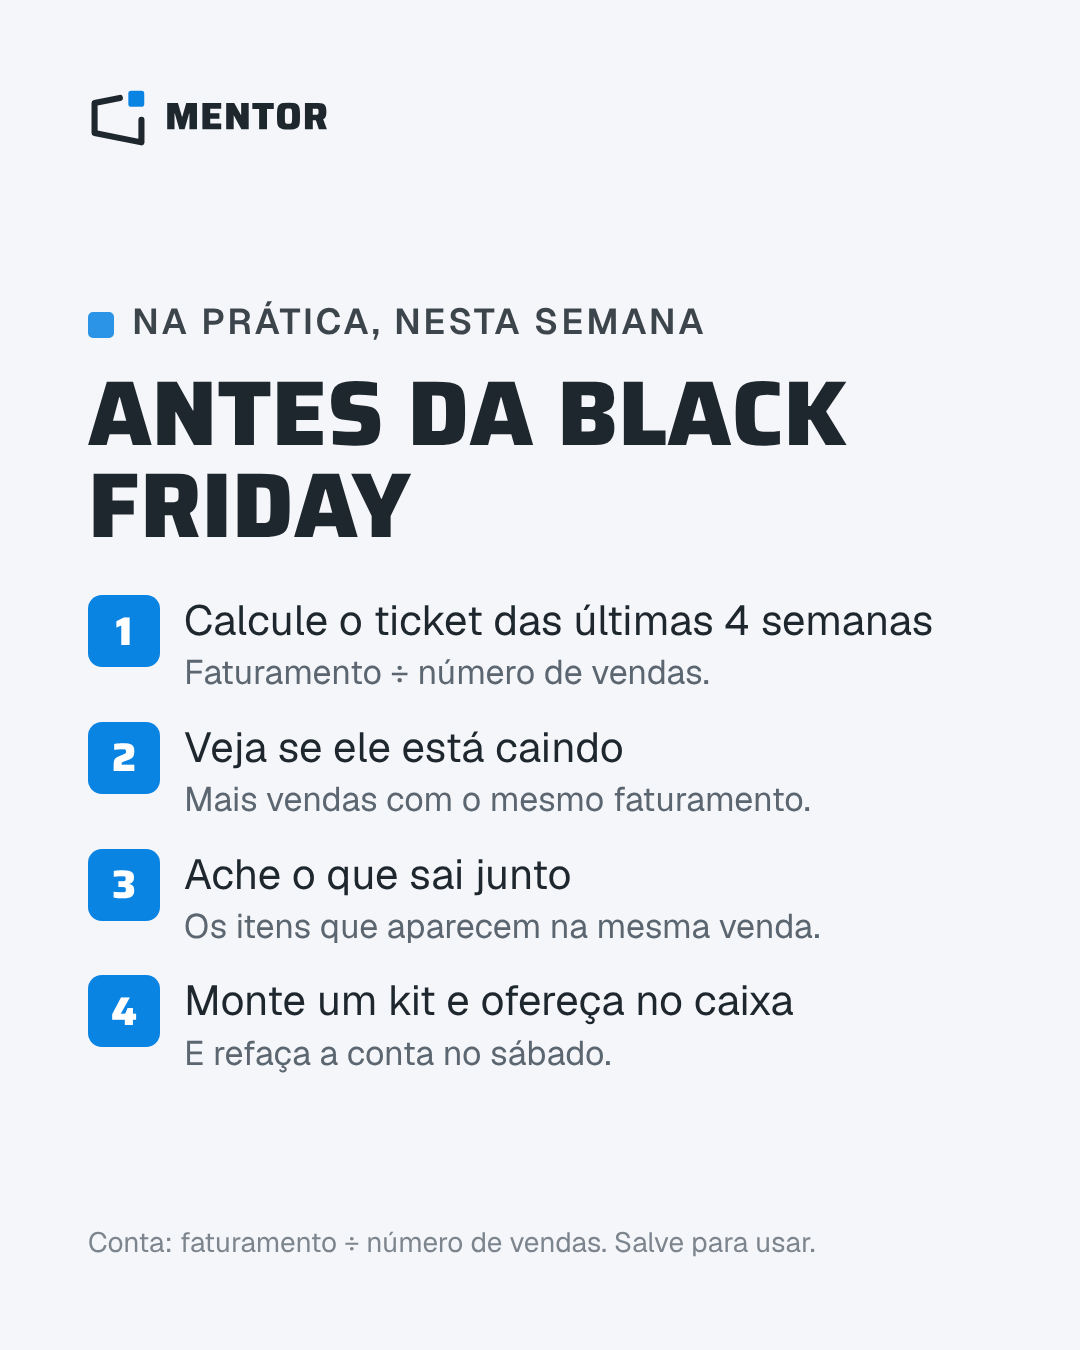 MENTOR
NA PRÁTICA, NESTA SEMANA
ANTES DA BLACK
FRIDAY
1 Calcule o ticket das últimas 4 semanas
Faturamento ÷ número de vendas.
2 Veja se ele está caindo
Mais vendas com o mesmo faturamento.
3 Ache o que sai junto
Os itens que aparecem na mesma venda.
4 Monte um kit e ofereça no caixa
E refaça a conta no sábado.
Conta: faturamento ÷ número de vendas. Salve para usar.